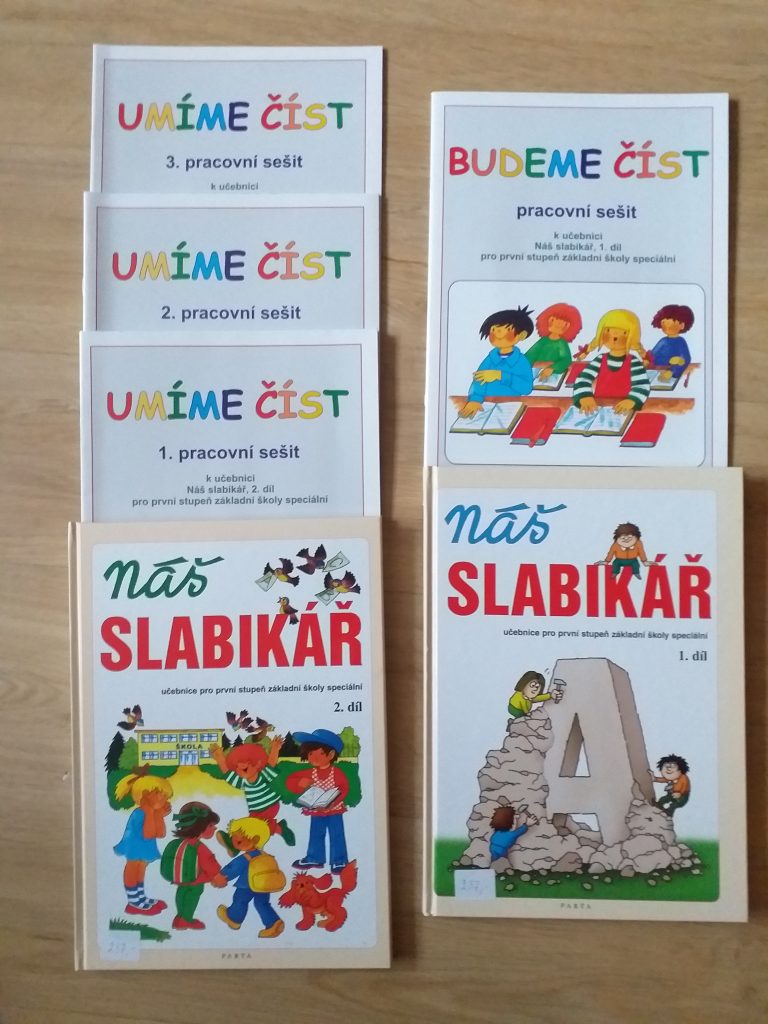 UMÍME ČÍST
3. pracovní sešit
k učebnici
UMÍME ČÍST
2. pracovní sešit
UMÍME ČÍST
1. pracovní sešit
k učebnici
Náš slabikář, 2. díl
pro první stupeň základní školy speciální
Náš
SLABIKÁŘ
učebnice pro první stupeň základní školy speciální
2. díl
ŠKOLA
257,-
PARTA
BUDEME ČÍST
pracovní sešit
k učebnici
Náš slabikář, 1. díl
pro první stupeň základní školy speciální
Náš
SLABIKÁŘ
učebnice pro první stupeň základní školy speciální
1. díl
A
257,-
PARTA